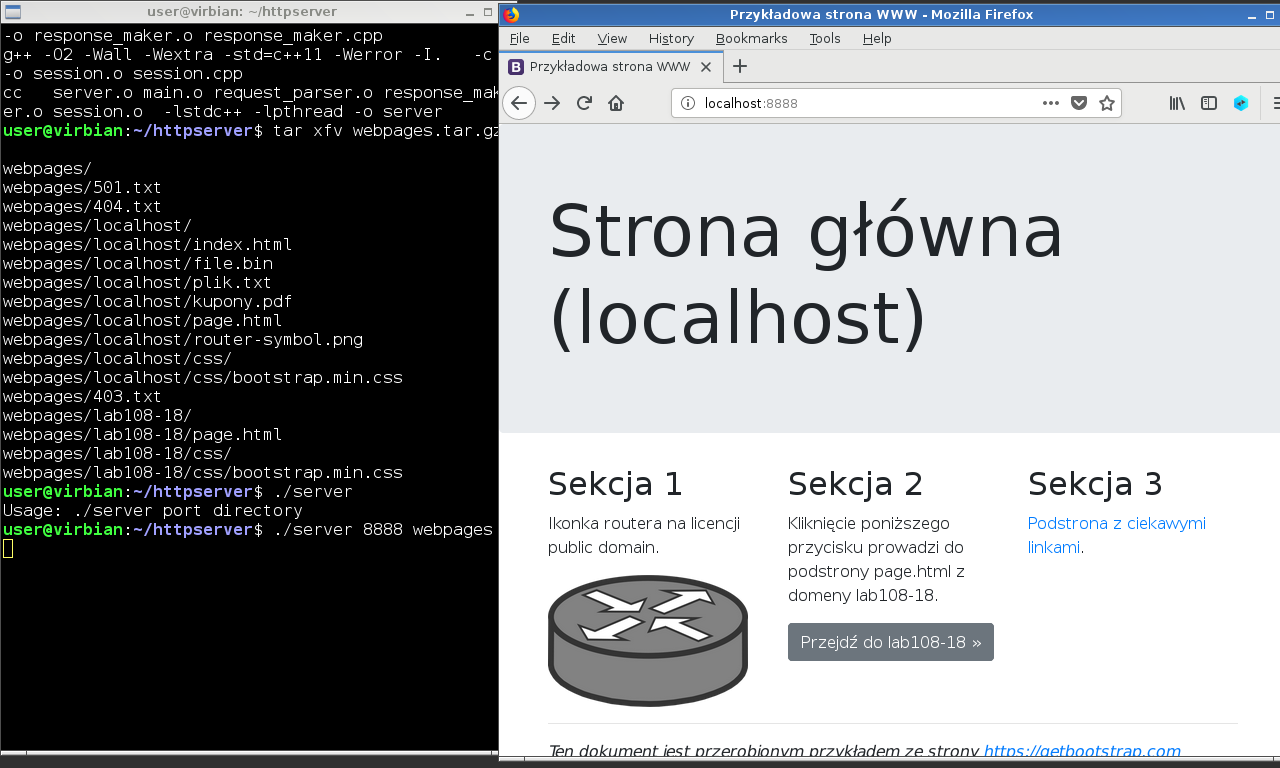 user@virbian: ~/httpserver
-o response_maker.o response_maker.cpp
g++ -O2 -Wall -Wextra -std=c++11 -Werror -I.   -c
-o session.o session.cpp
cc   server.o main.o request_parser.o response_mak
er.o session.o  -lstdc++ -lpthread -o server
user@virbian:~/httpserver$ tar xfv webpages.tar.gz
webpages/
webpages/501.txt
webpages/404.txt
webpages/localhost/
webpages/localhost/index.html
webpages/localhost/file.bin
webpages/localhost/plik.txt
webpages/localhost/kupony.pdf
webpages/localhost/page.html
webpages/localhost/router-symbol.png
webpages/localhost/css/
webpages/localhost/css/bootstrap.min.css
webpages/403.txt
webpages/lab108-18/
webpages/lab108-18/page.html
webpages/lab108-18/css/
webpages/lab108-18/css/bootstrap.min.css
user@virbian:~/httpserver$ ./server
Usage: ./server port directory
user@virbian:~/httpserver$ ./server 8888 webpages
Przykładowa strona WWW - Mozilla Firefox
File Edit View History Bookmarks Tools Help
B Przykładowa strona WWW
localhost:8888
Strona główna
(localhost)
Sekcja 1
Ikonka routera na licencji
public domain.
Sekcja 2
Kliknięcie poniższego
przycisku prowadzi do
podstrony page.html z
domeny lab108-18.
Przejdź do lab108-18 »
Sekcja 3
Podstrona z ciekawymi
linkami.
Ten dokument jest przerobionym przykładem ze strony https://getbootstrap.com